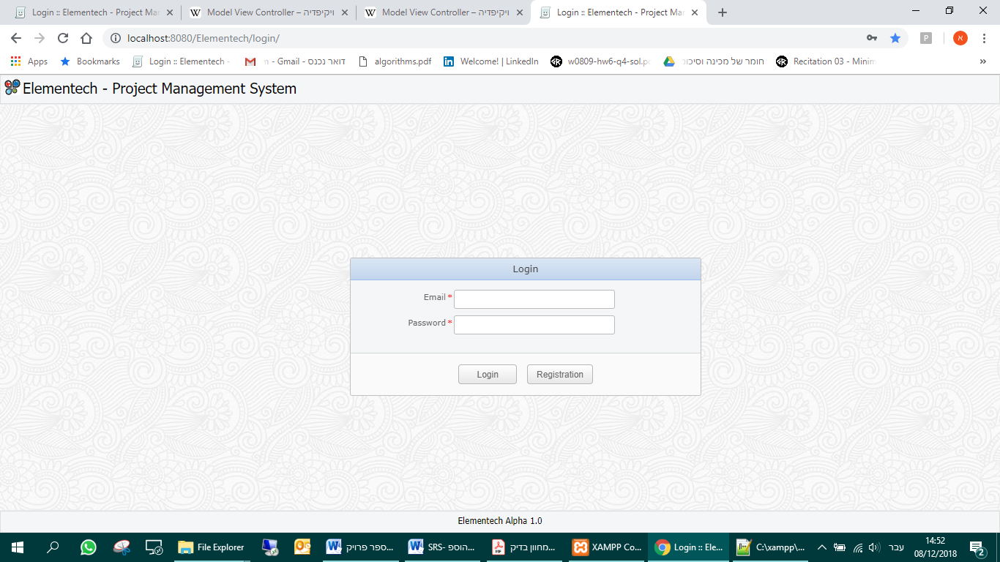 Login :: Elementech - Project Mar
Model View Controller – ויקיפדיה
Model View Controller – ויקיפדיה
Login :: Elementech - Project Mar
localhost:8080/Elementech/login/
P
א
Apps
Bookmarks
Login :: Elementech -
דואר נכנס - Gmail - m
algorithms.pdf
Welcome! | LinkedIn
w0809-hw6-q4-sol.p
חומר של מכינה וסיכומ
Recitation 03 - Minim
»
Elementech - Project Management System
Login
Email *
Password *
Login
Registration
Elementech Alpha 1.0
File Explorer
ספר פרויק...
SRS- הוספ...
מחוון בדיק...
XAMPP Co...
Login :: Ele...
C:\xampp\...
עבר
14:52
08/12/2018
2